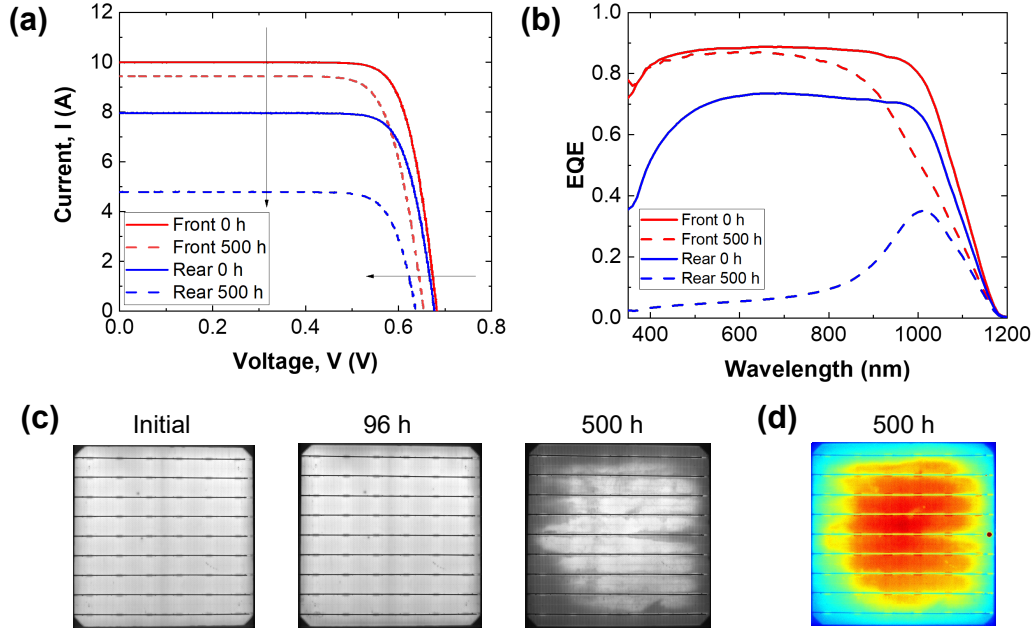 (a)
10
8
6
4
2
0
Current, I (A)
Front 0 h
Front 500 h
Rear 0 h
Rear 500 h
0.0 0.2 0.4 0.6 0.8
Voltage, V (V)
(b)
1.0
0.8
0.6
0.4
0.2
0.0
EQE
Front 0 h
Front 500 h
Rear 0 h
Rear 500 h
400 600 800 1000 1200
Wavelength (nm)
(c)
Initial
96 h
500 h
(d)
500 h